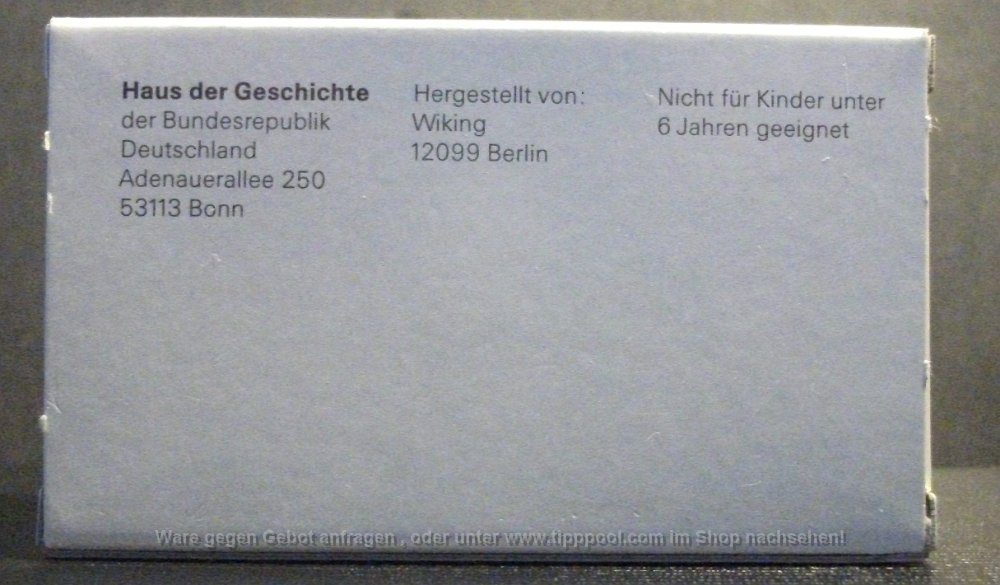 Haus der Geschichte
der Bundesrepublik
Deutschland
Adenauerallee 250
53113 Bonn
Hergestellt von:
Wiking
12099 Berlin
Nicht für Kinder unter
6 Jahren geeignet
Ware gegen Gebot anfragen , oder unter www.tipppool.com im Shop nachsehen!